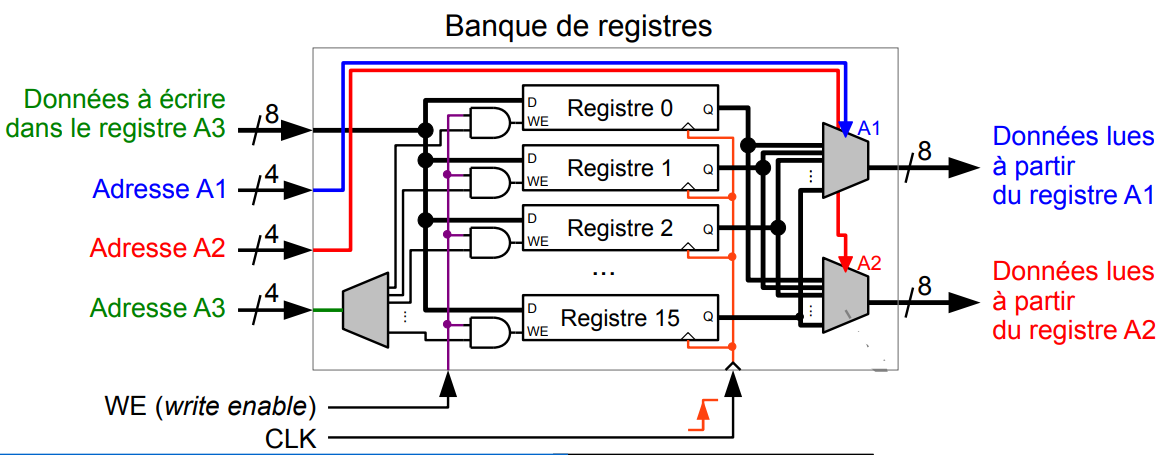 Banque de registres
Données à écrire
dans le registre A3
8
Adresse A1
4
Adresse A2
4
Adresse A3
4
D
WE
Registre 0
Q
D
WE
Registre 1
Q
D
WE
Registre 2
Q
...
D
WE
Registre 15
Q
...
A1
...
A2
...
8
Données lues
à partir
du registre A1
8
Données lues
à partir
du registre A2
WE (write enable)
CLK